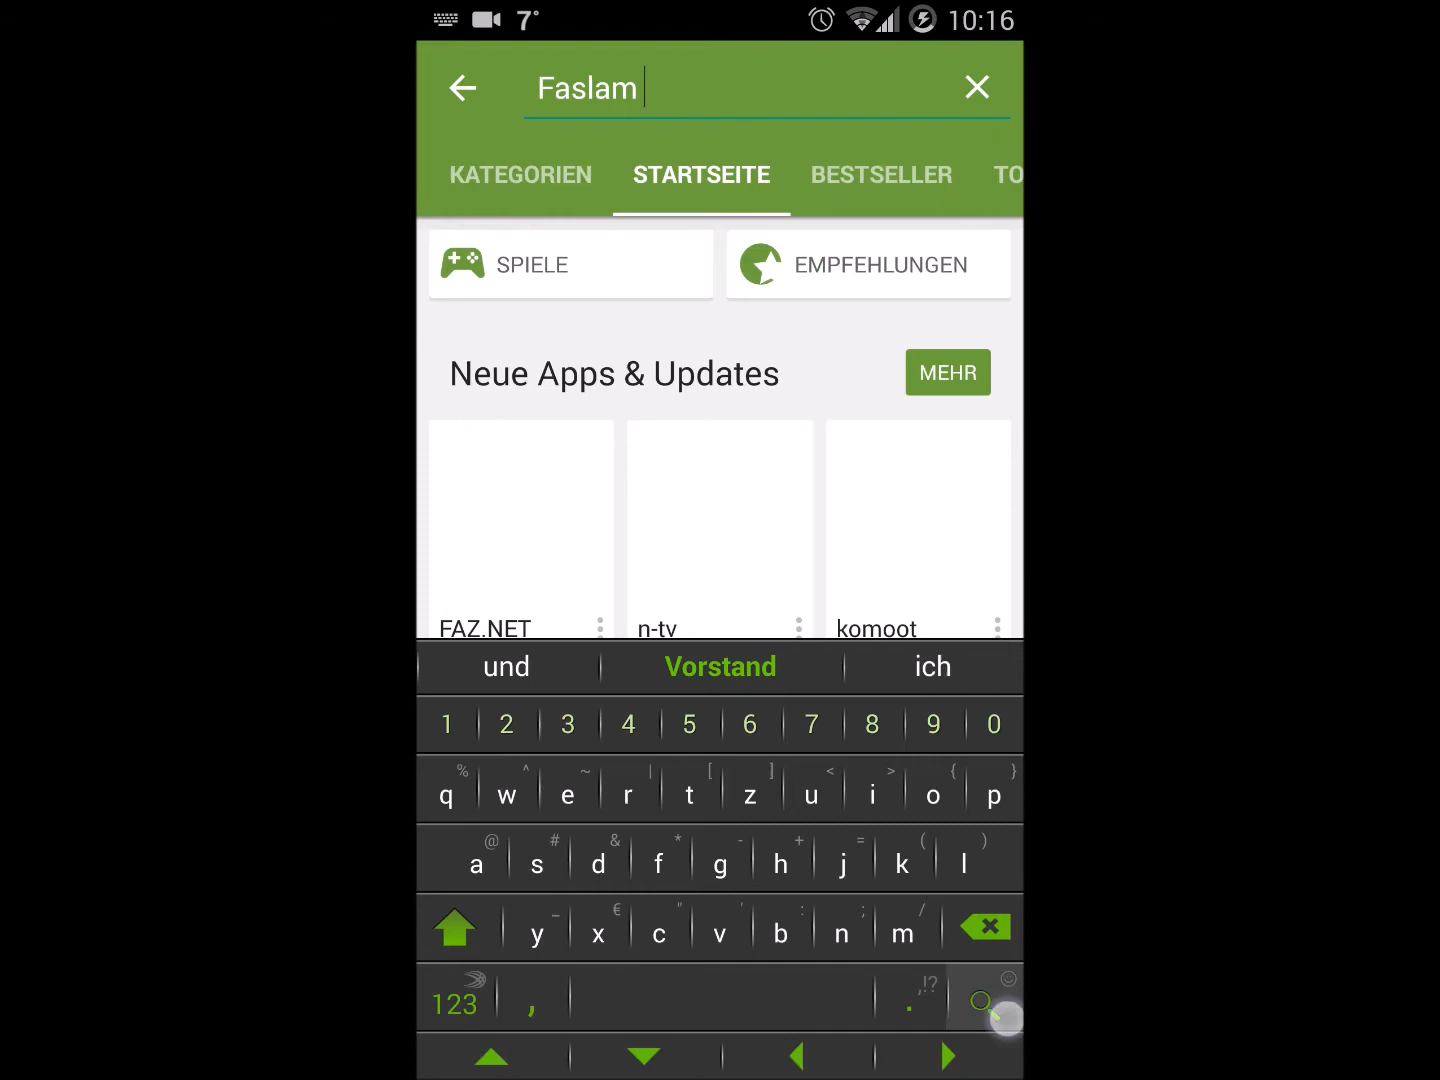 7° 10:16
Faslam
KATEGORIEN STARTSEITE BESTSELLER TO
SPIELE EMPFEHLUNGEN
Neue Apps & Updates MEHR
FAZ.NET n-tv komoot
und Vorstand ich
1 2 3 4 5 6 7 8 9 0
% ^ ~ | [ ] < > { }
q w e r t z u i o p
@ # & * - + = ( )
a s d f g h j k l
_ € " ' : ; /
y x c v b n m
123 , . ,!?